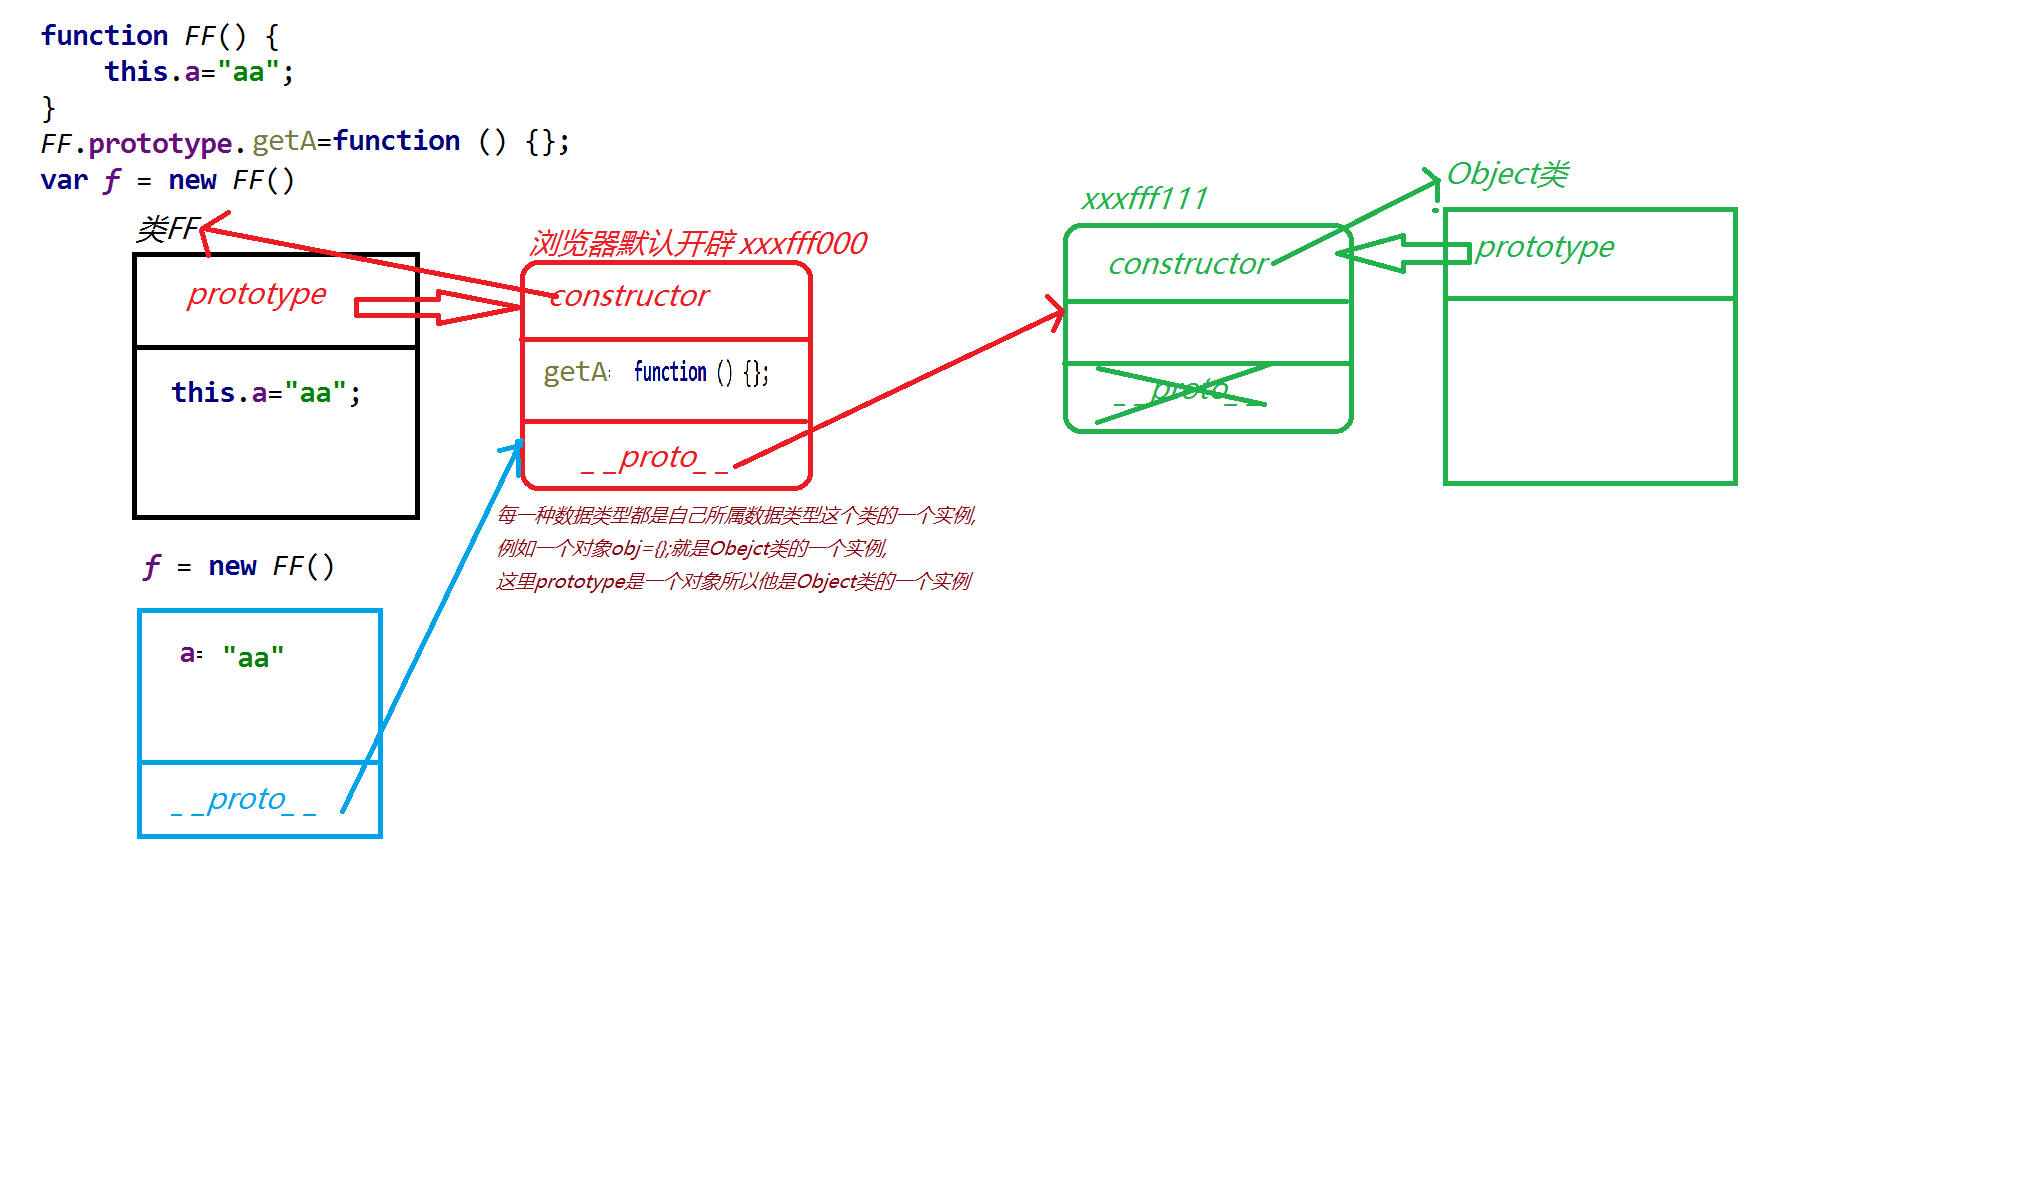 function FF() {
this.a="aa";
}
FF.prototype.getA=function () {};
var f = new FF()
类FF
prototype
this.a="aa";
浏览器默认开辟 xxxfff000
constructor
getA= function () {};
_ _proto_ _
每一种数据类型都是自己所属数据类型这个类的一个实例,
例如一个对象obj={};就是Obejct类的一个实例,
这里prototype是一个对象所以他是Object类的一个实例
xxxfff111
constructor
_ _proto_ _
Object类
prototype
f = new FF()
a= "aa"
_ _proto_ _